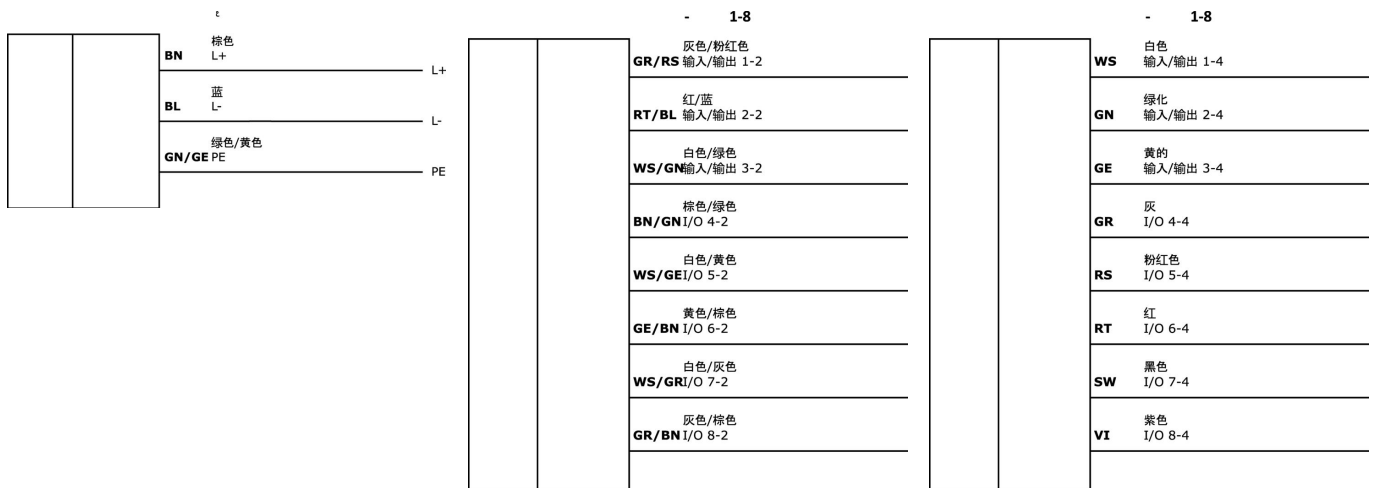 ع
棕色
BN L+
L+
蓝
BL L-
L-
绿色/黄色
GN/GE PE
PE
- 1-8
灰色/粉红色
GR/RS 输入/输出 1-2
红/蓝
RT/BL 输入/输出 2-2
白色/绿色
WS/GN 输入/输出 3-2
棕色/绿色
BN/GN I/O 4-2
白色/黄色
WS/GE I/O 5-2
黄色/棕色
GE/BN I/O 6-2
白色/灰色
WS/GR I/O 7-2
灰色/棕色
GR/BN I/O 8-2
- 1-8
白色
WS 输入/输出 1-4
绿化
GN 输入/输出 2-4
黄的
GE 输入/输出 3-4
灰
GR I/O 4-4
粉红色
RS I/O 5-4
红
RT I/O 6-4
黑色
SW I/O 7-4
紫色
VI I/O 8-4